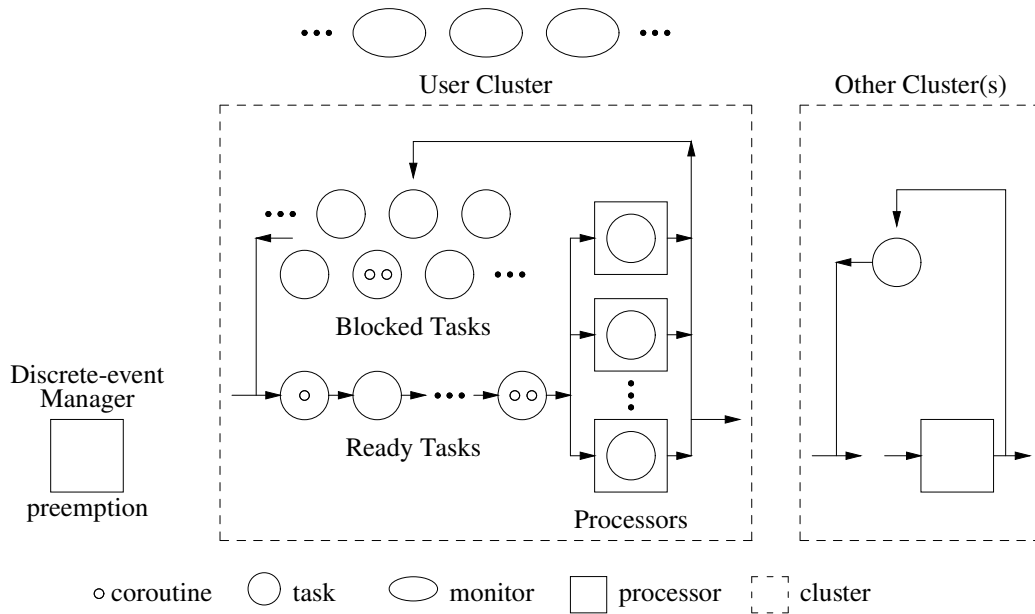 User Cluster
Other Cluster(s)
Blocked Tasks
Discrete-event
Manager
Ready Tasks
preemption
Processors
coroutine
task
monitor
processor
cluster